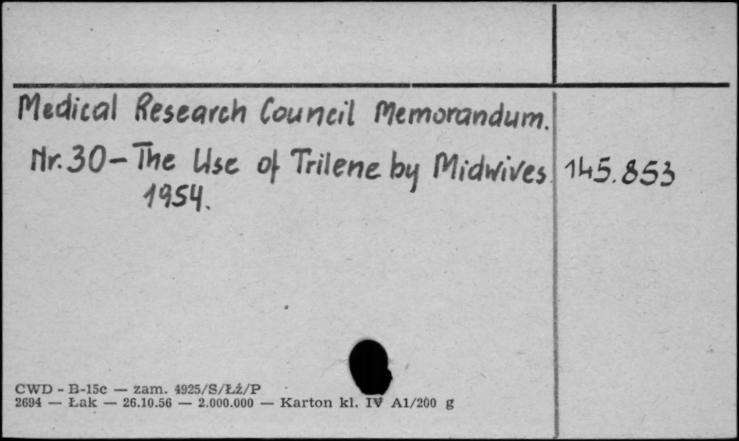 Medical Research Council Memorandum.
Nr. 30 - The Use of Trilene by Midwives. 145.853
1954.
CWD - B-15c — zam. 4925/S/Łż/P
2694 — Łak — 26.10.56 — 2.000.000 — Karton kl. IV A1/200 g